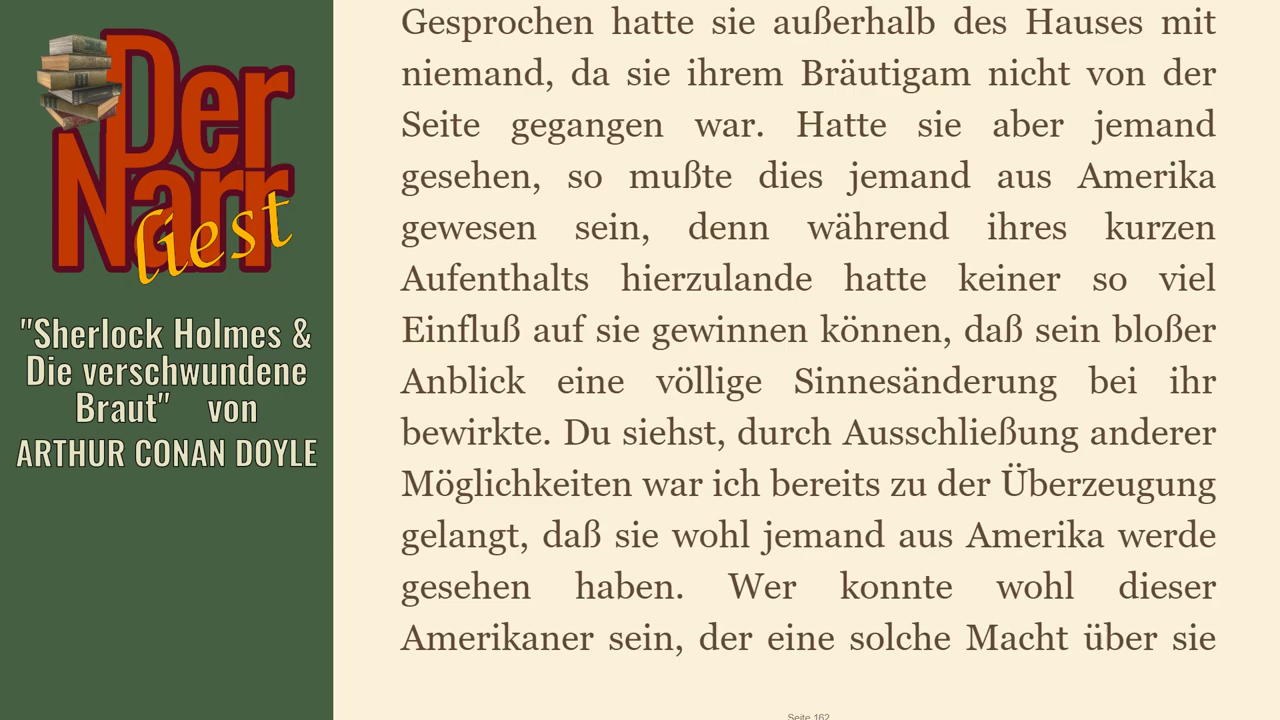 Der
Narr
liest
"Sherlock Holmes &
Die verschwundene
Braut" von
ARTHUR CONAN DOYLE
Gesprochen hatte sie außerhalb des Hauses mit
niemand, da sie ihrem Bräutigam nicht von der
Seite gegangen war. Hatte sie aber jemand
gesehen, so mußte dies jemand aus Amerika
gewesen sein, denn während ihres kurzen
Aufenthalts hierzulande hatte keiner so viel
Einfluß auf sie gewinnen können, daß sein bloßer
Anblick eine völlige Sinnesänderung bei ihr
bewirkte. Du siehst, durch Ausschließung anderer
Möglichkeiten war ich bereits zu der Überzeugung
gelangt, daß sie wohl jemand aus Amerika werde
gesehen haben. Wer konnte wohl dieser
Amerikaner sein, der eine solche Macht über sie
Seite 162